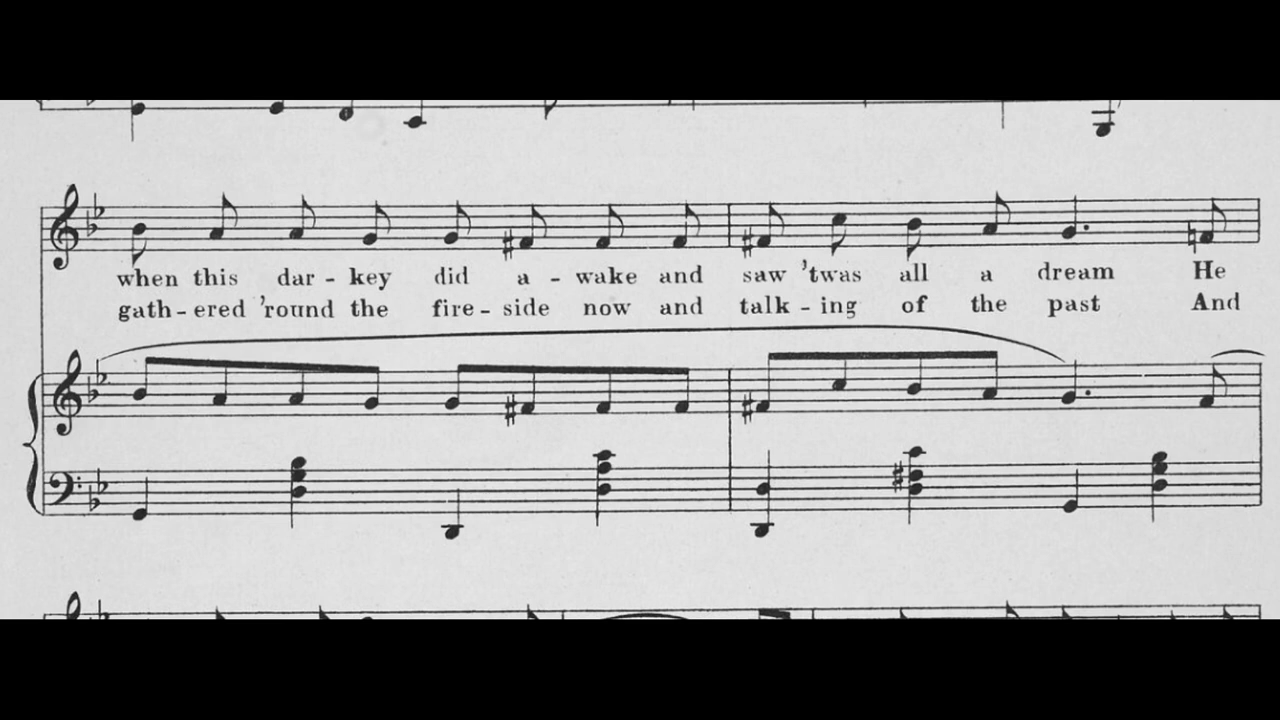 when this dar-key did a-wake and saw 'twas all a dream He
gath-ered 'round the fire-side now and talk-ing of the past And